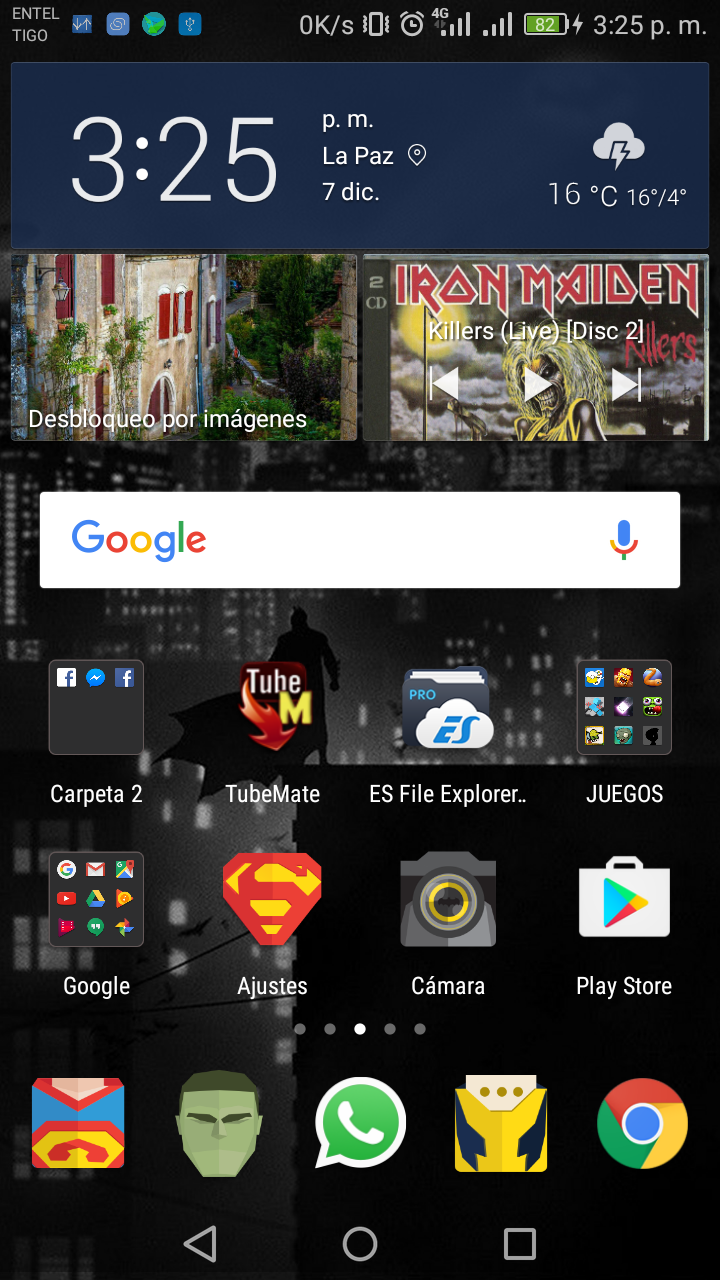 ENTEL
TIGO
0K/s 4G 82 3:25 p. m.
3:25
p. m.
La Paz
7 dic.
16 °C 16°/4°
Desbloqueo por imágenes
2
CD
IRON MAIDEN
Killers (Live) [Disc 2]
Killers
Google
Tube
M
PRO
ES
Carpeta 2
TubeMate
ES File Explorer..
JUEGOS
Google
Ajustes
Cámara
Play Store